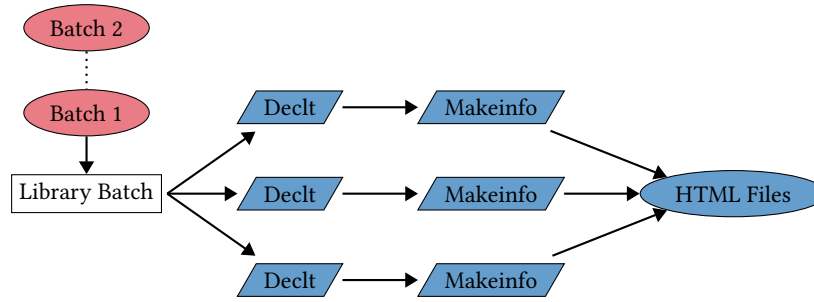 Batch 2
Batch 1
Library Batch
Declt
Makeinfo
Declt
Makeinfo
HTML Files
Declt
Makeinfo